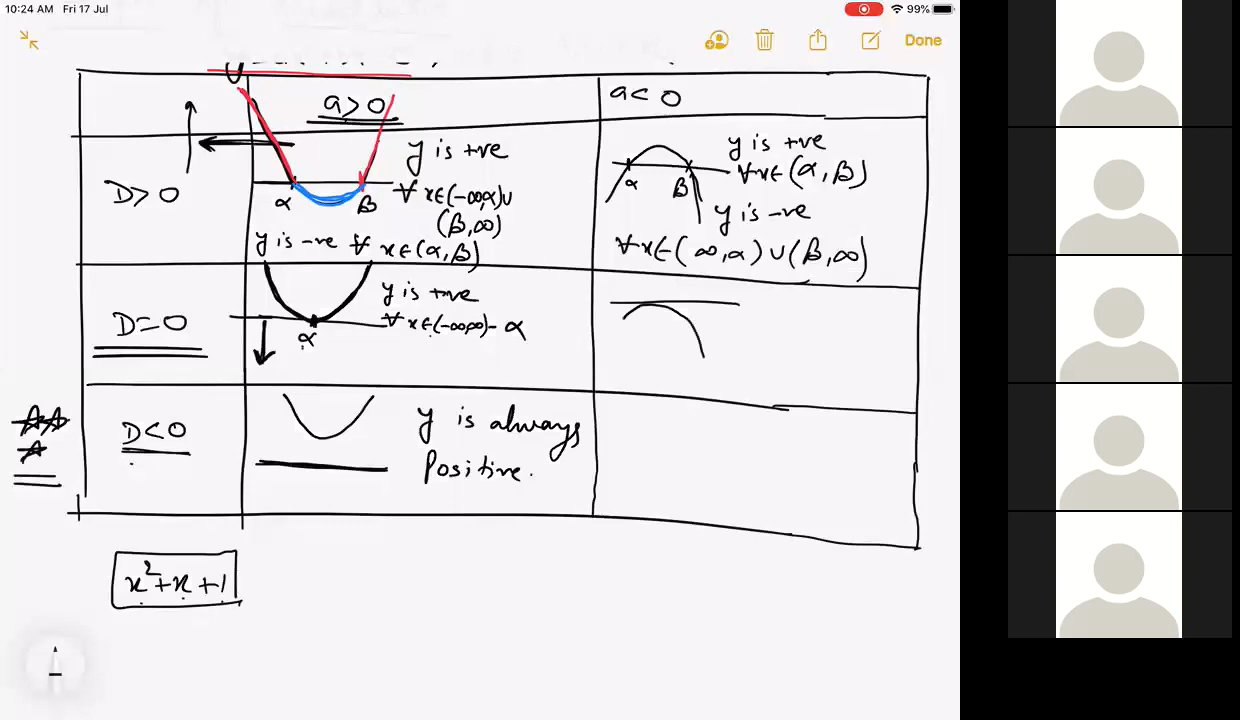 10:24 AM Fri 17 Jul
99%
Done
a>0
a<0
D>0
α
β
y is +ve
∀ x∈(-∞,α)∪
(β,∞)
y is -ve ∀ x∈(α,β)
α
β
y is +ve
∀x∈(α,β)
y is -ve
∀x∈(∞,α)∪(β,∞)
D=0
α
y is +ve
∀ x∈(-∞,∞)-α
D<0
y is always
Positive.
x²+x+1